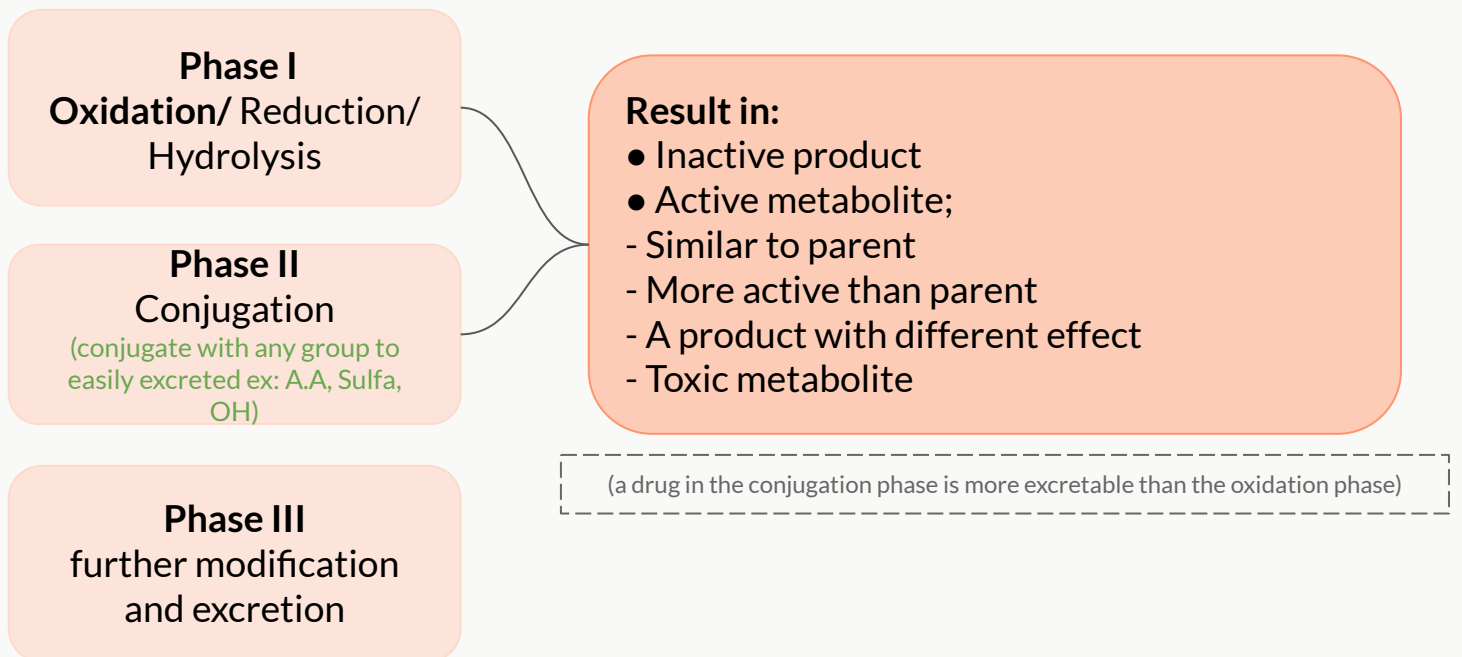 Phase I
Oxidation/ Reduction/
Hydrolysis
Phase II
Conjugation
(conjugate with any group to
easily excreted ex: A.A, Sulfa,
OH)
Phase III
further modification
and excretion
Result in:
● Inactive product
● Active metabolite;
- Similar to parent
- More active than parent
- A product with different effect
- Toxic metabolite
(a drug in the conjugation phase is more excretable than the oxidation phase)